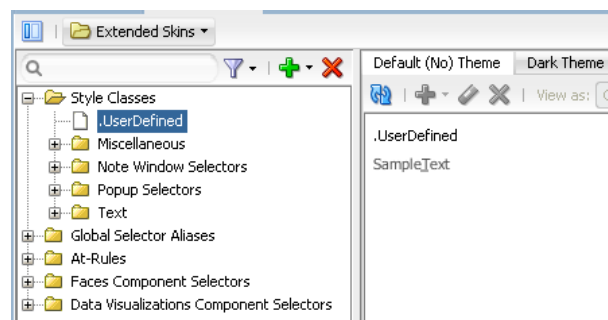 Extended Skins
Default (No) Theme Dark Theme
View as:
Style Classes
.UserDefined
Miscellaneous
Note Window Selectors
Popup Selectors
Text
Global Selector Aliases
At-Rules
Faces Component Selectors
Data Visualizations Component Selectors
.UserDefined
SampleText